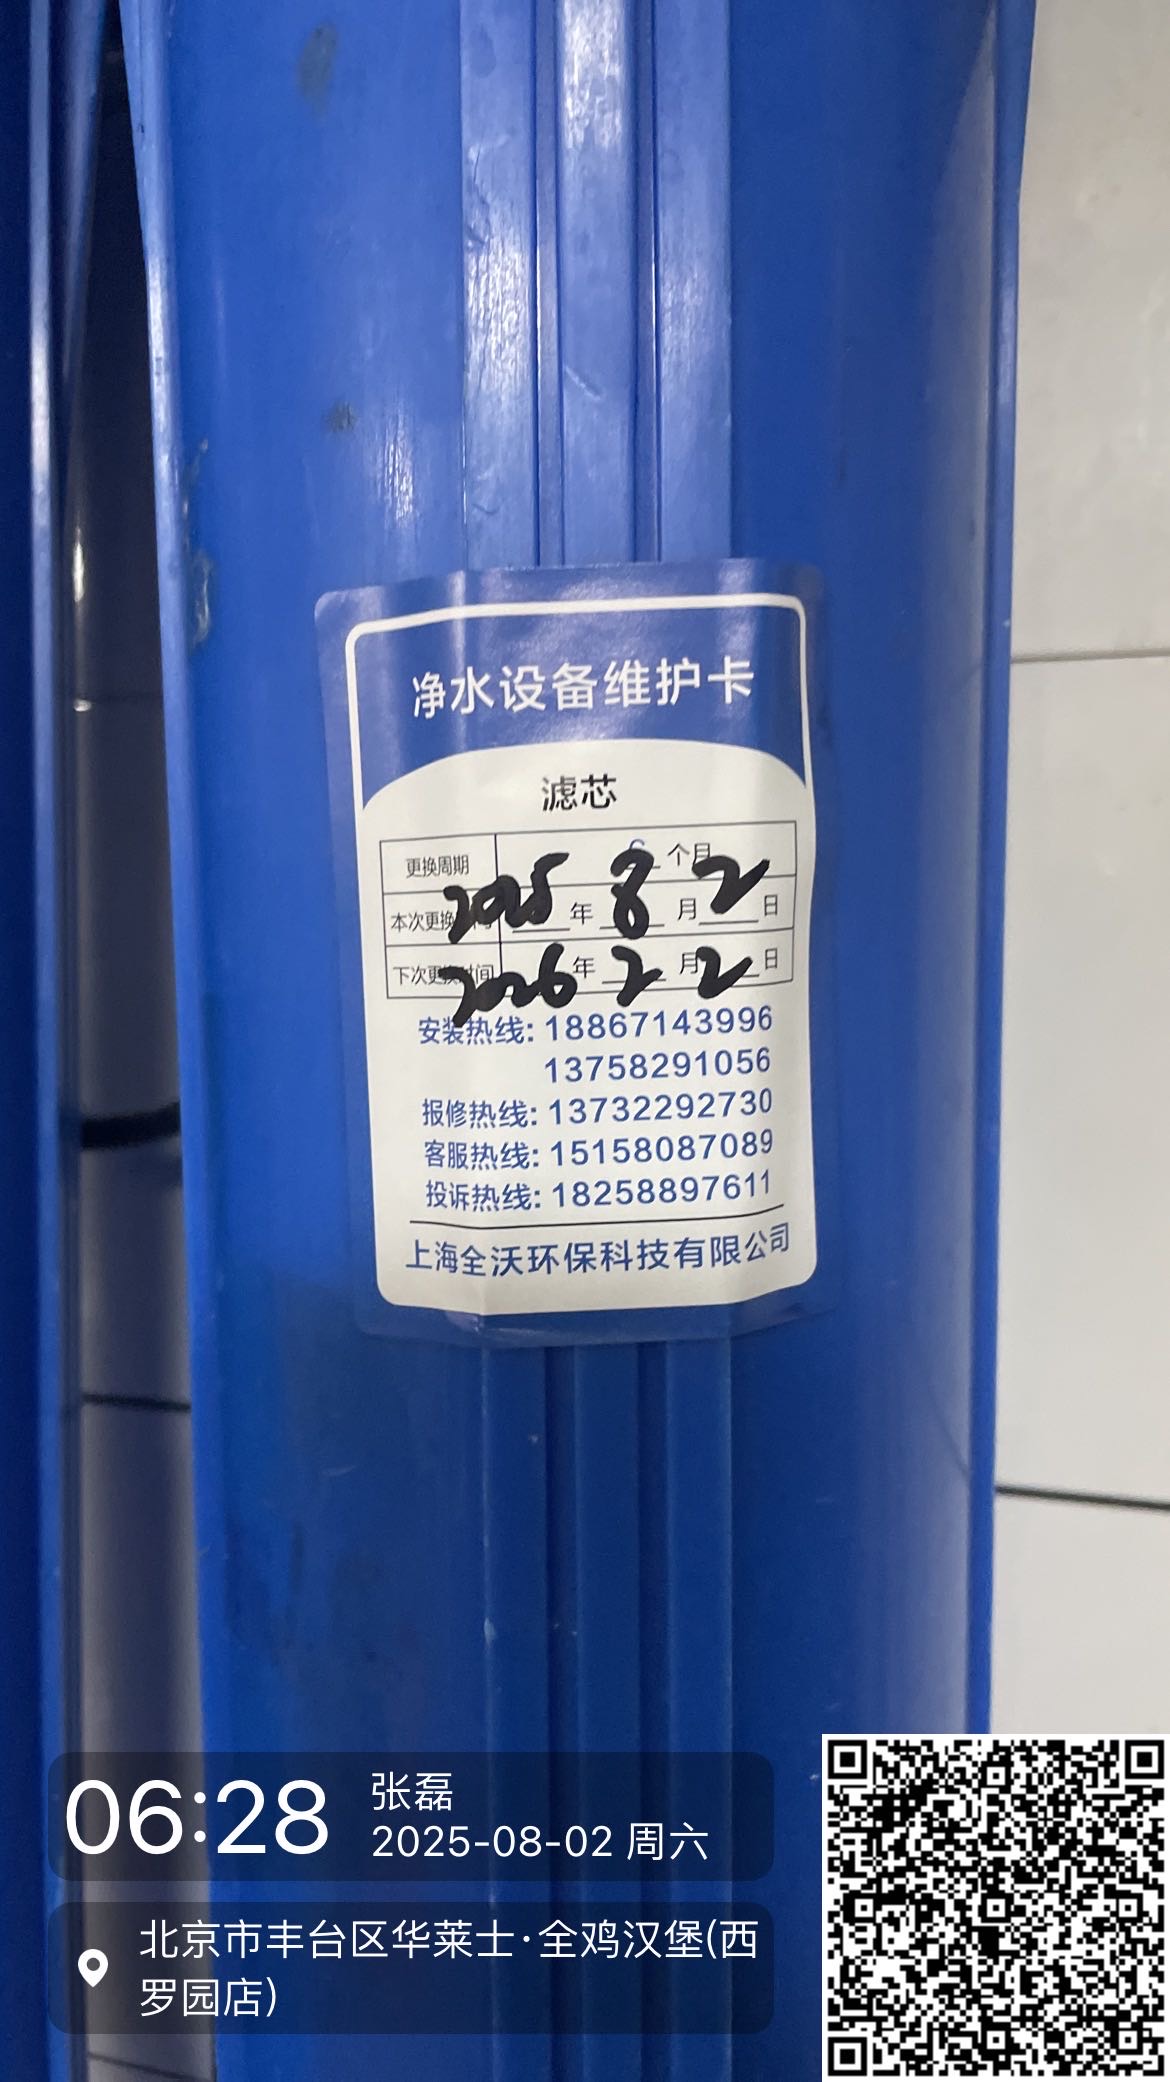 净水设备维护卡
滤芯
更换周期 6 个月
本次更换时间 2025 年 8 月 2 日
下次更换时间 2026 年 2 月 2 日
安装热线: 18867143996
13758291056
报修热线: 13732292730
客服热线: 15158087089
投诉热线: 18258897611
上海全沃环保科技有限公司
06:28
张磊
2025-08-02 周六
北京市丰台区华莱士·全鸡汉堡(西
罗园店)